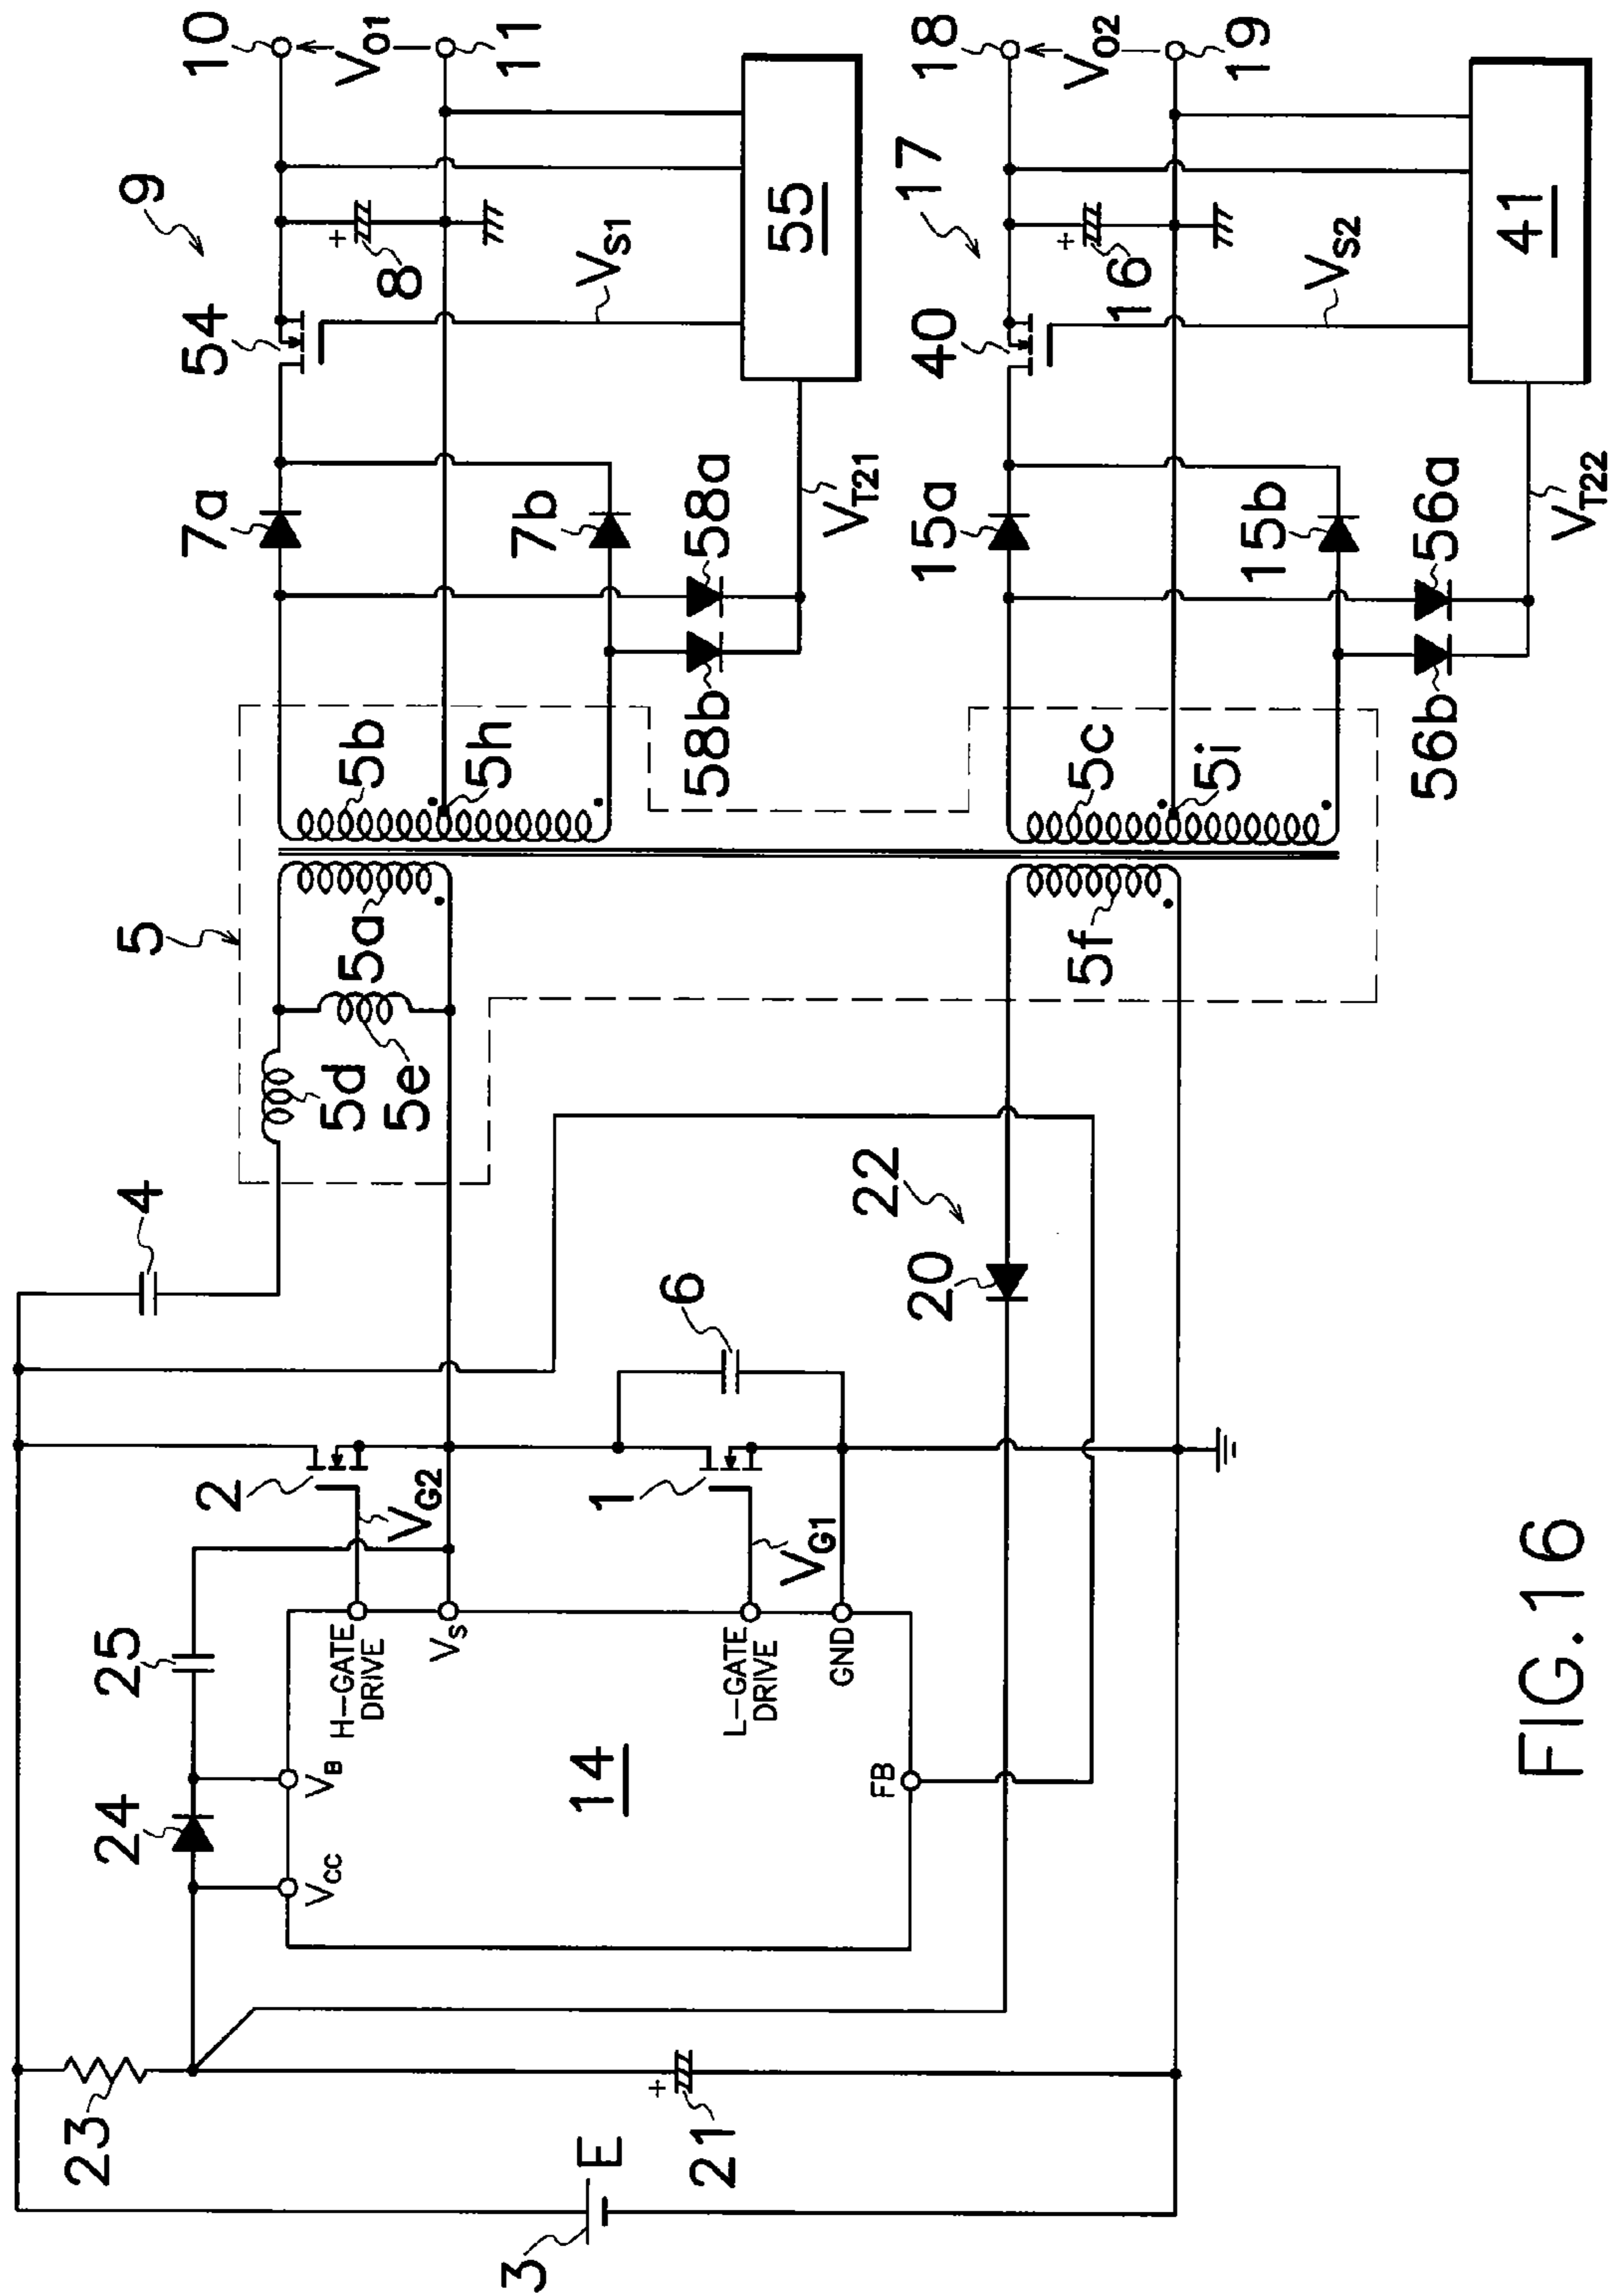 9
10
54
7a
VO1
8
11
VS1
55
7b
58a
58b
VT21
5b
5h
5
5a
5d
5e
4
17
18
40
15a
VO2
16
19
VS2
41
15b
56a
56b
VT22
5c
5i
5f
22
20
6
2
VG2
1
VG1
25
24
H-GATE
DRIVE
VS
L-GATE
DRIVE
GND
VB
VCC
14
FB
23
21
+
+
+
E
3
FIG. 16